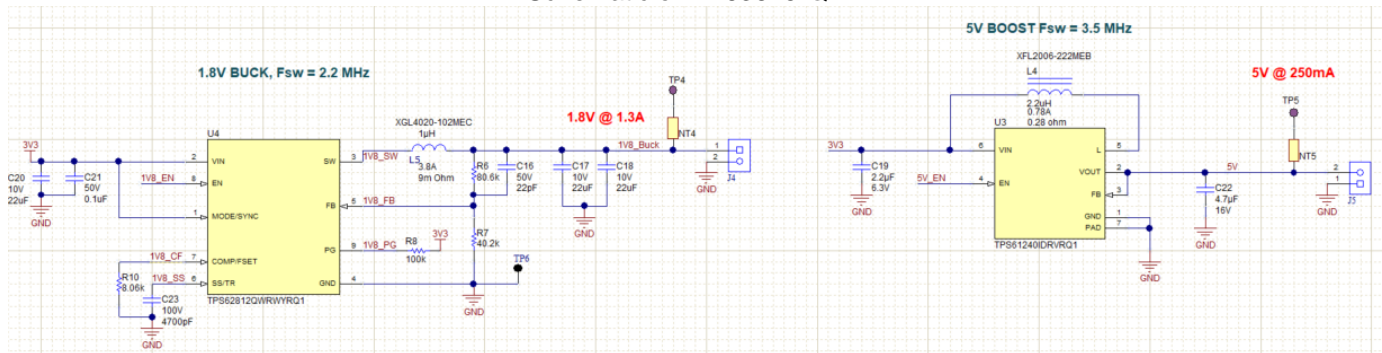 5V BOOST Fsw = 3.5 MHz
1.8V BUCK, Fsw = 2.2 MHz
3V3
C20
10V
22uF
C21
50V
0.1uF
GND
1V8_EN
U4
2 VIN
8 EN
1 MODE/SYNC
7 COMP/FSET
6 SS/TR
SW 3
FB 5
PG 9
GND 4
TPS62812QWRWYRQ1
1V8_CF
1V8_SS
R10
8.06k
C23
100V
4700pF
GND
XGL4020-102MEC
1µH
L5
3.8A
9m Ohm
1V8_SW
1V8_FB
1V8_PG
R8
100k
3V3
R6
80.6k
R7
40.2k
GND
C16
50V
22pF
TP6
1.8V @ 1.3A
C17
10V
22uF
C18
10V
22uF
GND
1V8_Buck
TP4
NT4
1
2
J4
GND
XFL2006-222MEB
L4
2.2uH
0.78A
0.28 ohm
3V3
C19
2.2µF
6.3V
GND
5V_EN
U3
6 VIN
4 EN
L 5
VOUT 2
FB 3
GND 1
PAD 7
TPS61240IDRVRQ1
GND
5V @ 250mA
5V
C22
4.7µF
16V
GND
TP5
NT5
2
1
J5
GND